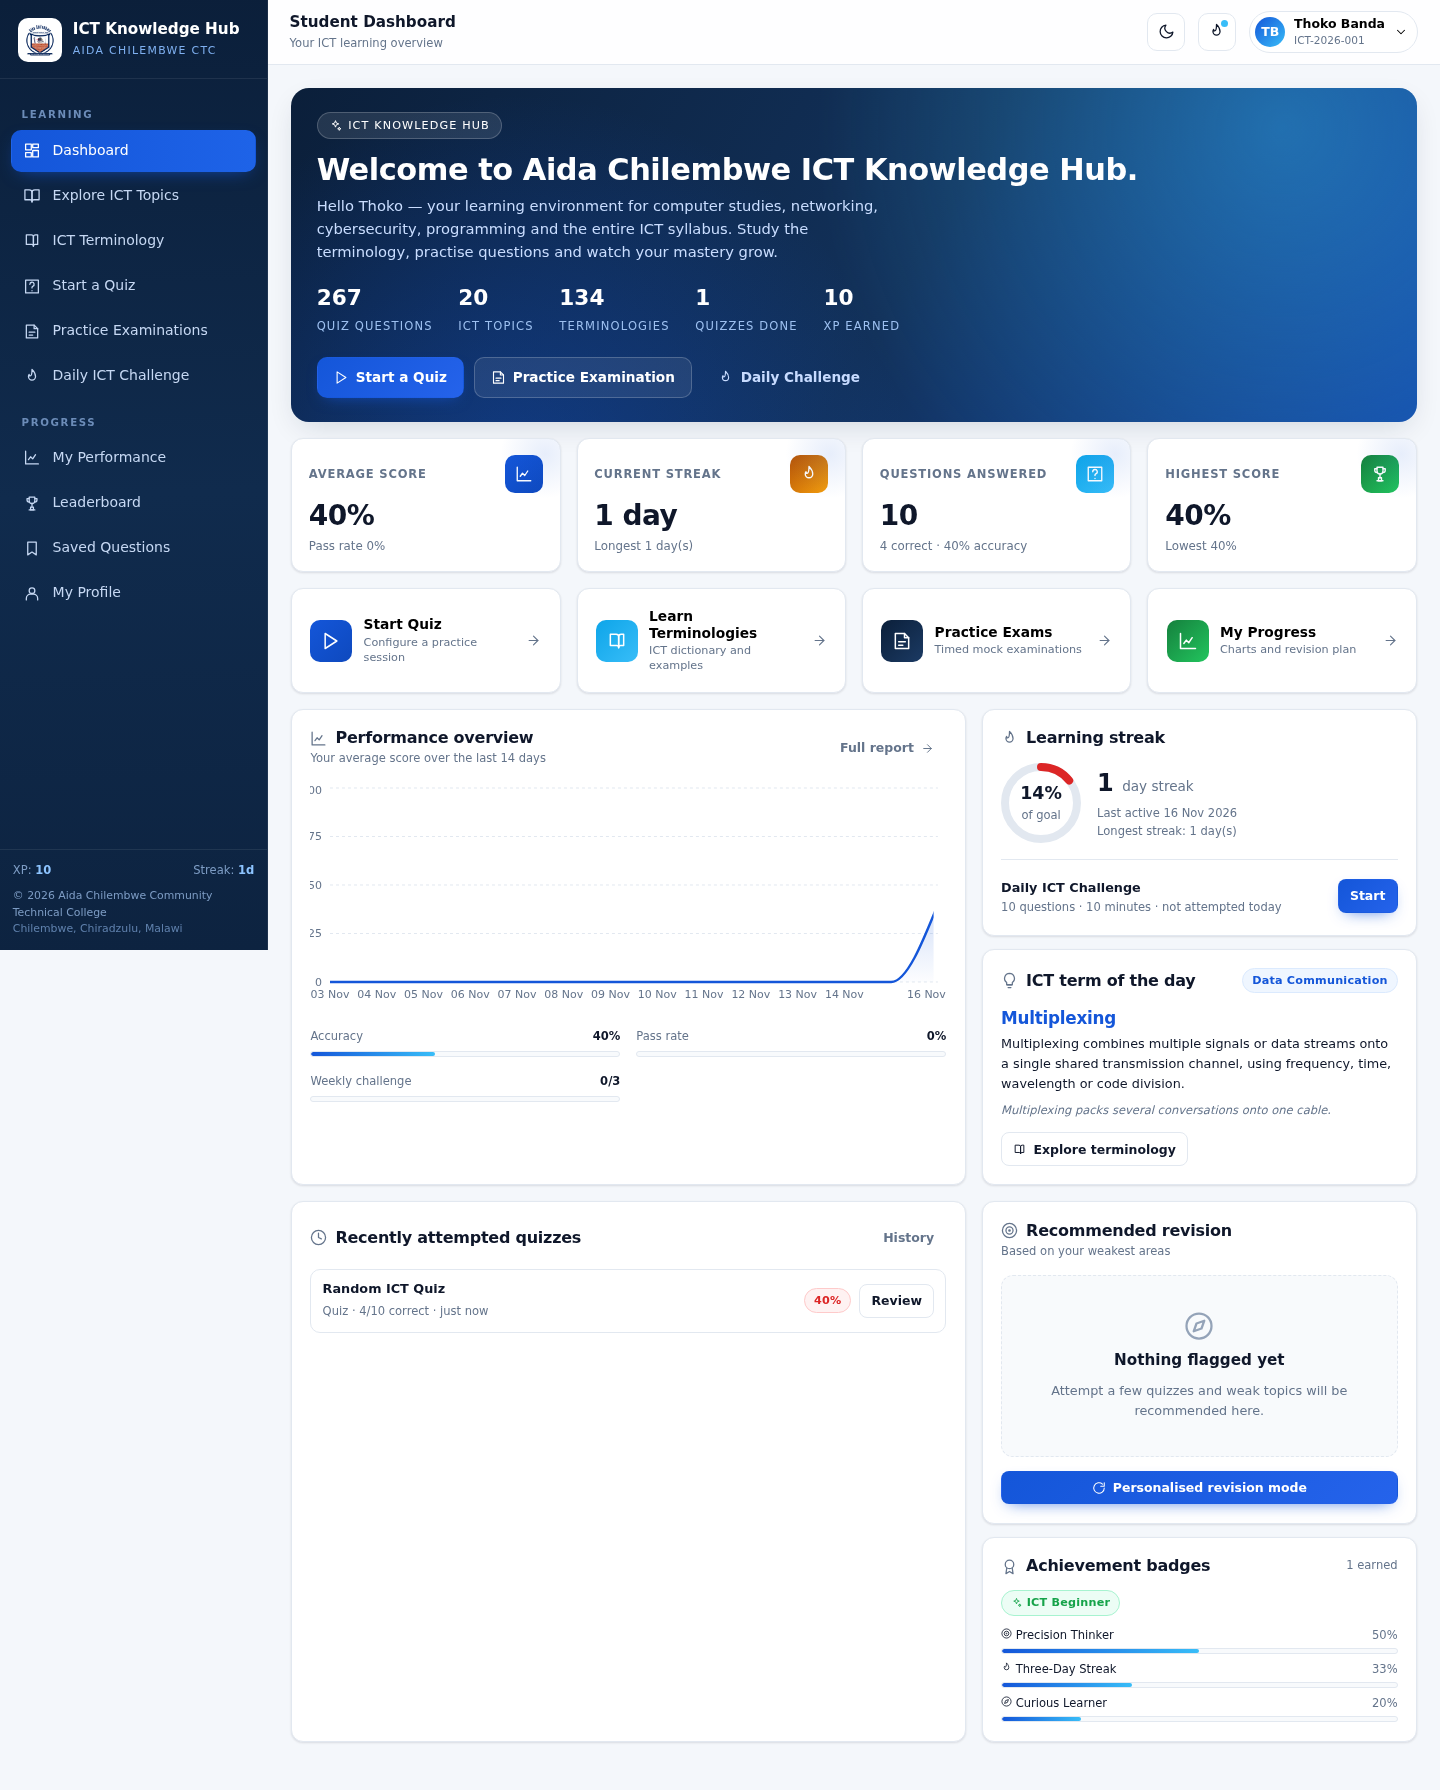 ICT Knowledge Hub
AIDA CHILEMBWE CTC
LEARNING
Dashboard
Explore ICT Topics
ICT Terminology
Start a Quiz
Practice Examinations
Daily ICT Challenge
PROGRESS
My Performance
Leaderboard
Saved Questions
My Profile
XP: 10
Streak: 1d
© 2026 Aida Chilembwe Community
Technical College
Chilembwe, Chiradzulu, Malawi
Student Dashboard
Your ICT learning overview
TB
Thoko Banda
ICT-2026-001
ICT KNOWLEDGE HUB
Welcome to Aida Chilembwe ICT Knowledge Hub.
Hello Thoko — your learning environment for computer studies, networking,
cybersecurity, programming and the entire ICT syllabus. Study the
terminology, practise questions and watch your mastery grow.
267
QUIZ QUESTIONS
20
ICT TOPICS
134
TERMINOLOGIES
1
QUIZZES DONE
10
XP EARNED
Start a Quiz
Practice Examination
Daily Challenge
AVERAGE SCORE
40%
Pass rate 0%
CURRENT STREAK
1 day
Longest 1 day(s)
QUESTIONS ANSWERED
10
4 correct · 40% accuracy
HIGHEST SCORE
40%
Lowest 40%
Start Quiz
Configure a practice
session
Learn
Terminologies
ICT dictionary and
examples
Practice Exams
Timed mock examinations
My Progress
Charts and revision plan
Performance overview
Your average score over the last 14 days
Full report
00
75
50
25
0
03 Nov 04 Nov 05 Nov 06 Nov 07 Nov 08 Nov 09 Nov 10 Nov 11 Nov 12 Nov 13 Nov 14 Nov 16 Nov
Accuracy 40%
Pass rate 0%
Weekly challenge 0/3
Learning streak
14%
of goal
1 day streak
Last active 16 Nov 2026
Longest streak: 1 day(s)
Daily ICT Challenge
10 questions · 10 minutes · not attempted today
Start
ICT term of the day
Data Communication
Multiplexing
Multiplexing combines multiple signals or data streams onto
a single shared transmission channel, using frequency, time,
wavelength or code division.
Multiplexing packs several conversations onto one cable.
Explore terminology
Recently attempted quizzes
History
Random ICT Quiz
Quiz · 4/10 correct · just now
40%
Review
Recommended revision
Based on your weakest areas
Nothing flagged yet
Attempt a few quizzes and weak topics will be
recommended here.
Personalised revision mode
Achievement badges
1 earned
ICT Beginner
Precision Thinker 50%
Three-Day Streak 33%
Curious Learner 20%